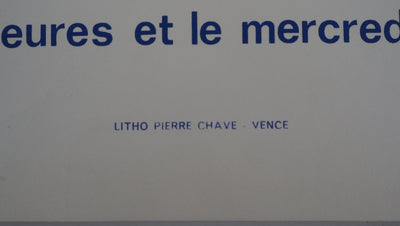 eures et le mercred
LITHO PIERRE CHAVE - VENCE